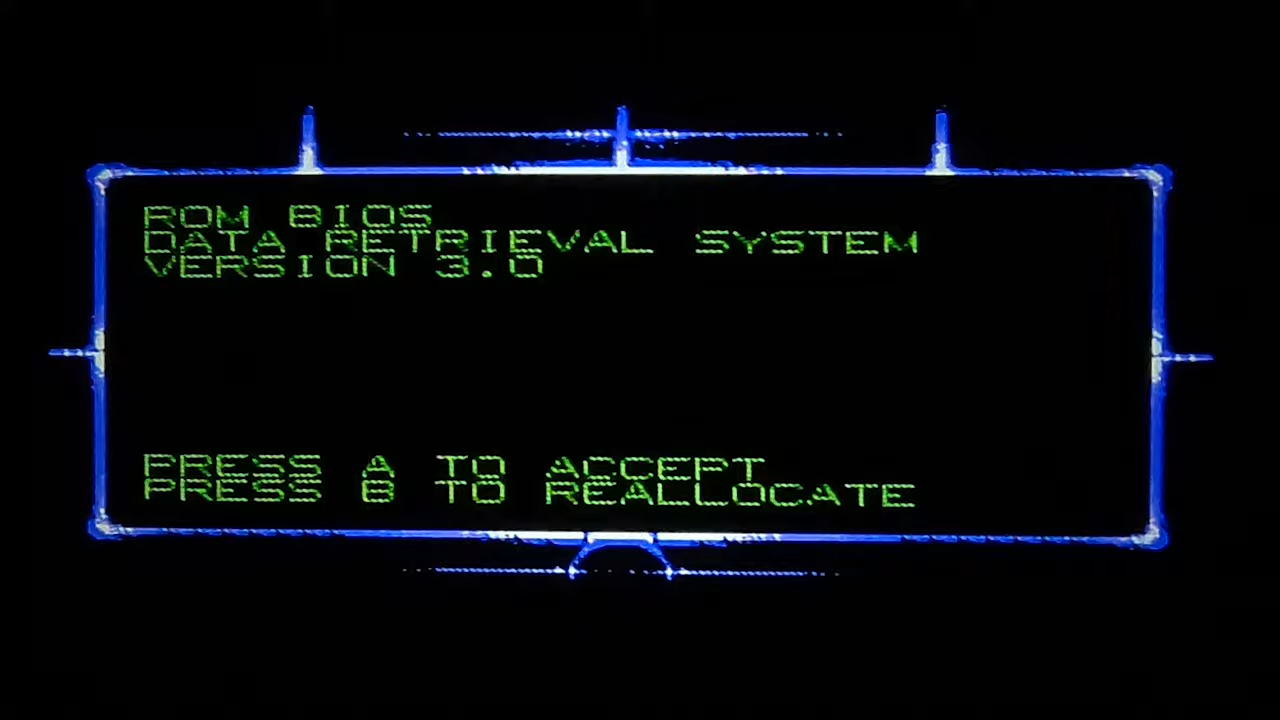 ROM BIOS
DATA RETRIEVAL SYSTEM
VERSION 3.0
PRESS A TO ACCEPT
PRESS B TO REALLOCATE